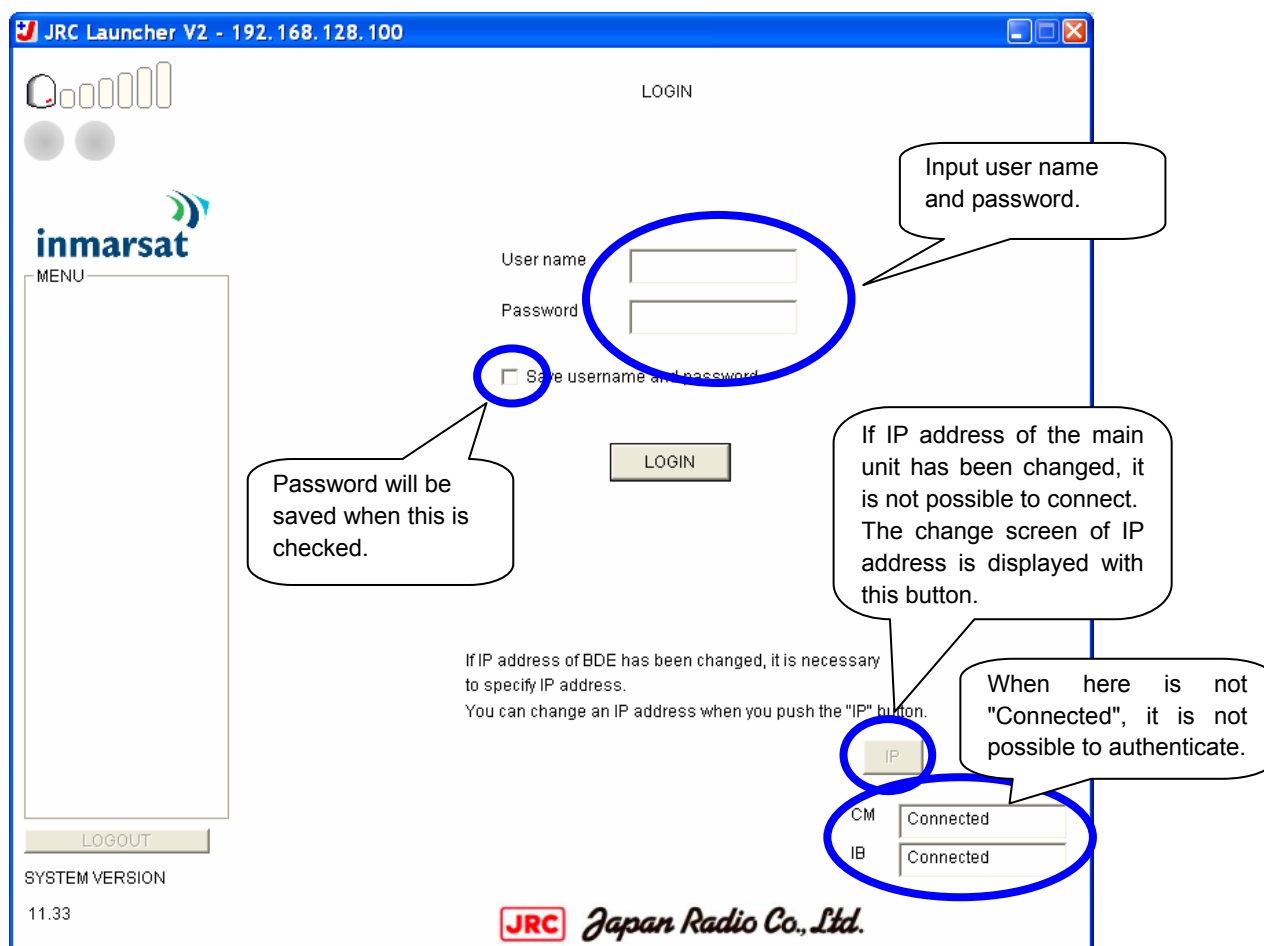 JRC Launcher V2 - 192.168.128.100
LOGIN
Input user name
and password.
inmarsat
MENU
User name
Password
Save username and password
LOGIN
Password will be
saved when this is
checked.
If IP address of the main
unit has been changed, it
is not possible to connect.
The change screen of IP
address is displayed with
this button.
If IP address of BDE has been changed, it is necessary
to specify IP address.
You can change an IP address when you push the "IP" button.
When here is not
"Connected", it is not
possible to authenticate.
IP
CM Connected
IB Connected
LOGOUT
SYSTEM VERSION
11.33
JRC Japan Radio Co., Ltd.